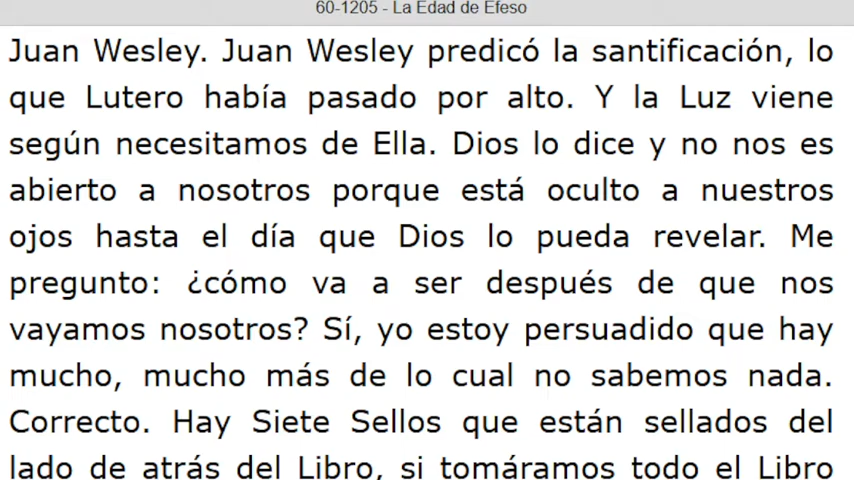 60-1205 - La Edad de Efeso
Juan Wesley. Juan Wesley predicó la santificación, lo
que Lutero había pasado por alto. Y la Luz viene
según necesitamos de Ella. Dios lo dice y no nos es
abierto a nosotros porque está oculto a nuestros
ojos hasta el día que Dios lo pueda revelar. Me
pregunto: ¿cómo va a ser después de que nos
vayamos nosotros? Sí, yo estoy persuadido que hay
mucho, mucho más de lo cual no sabemos nada.
Correcto. Hay Siete Sellos que están sellados del
lado de atrás del Libro, si tomáramos todo el Libro